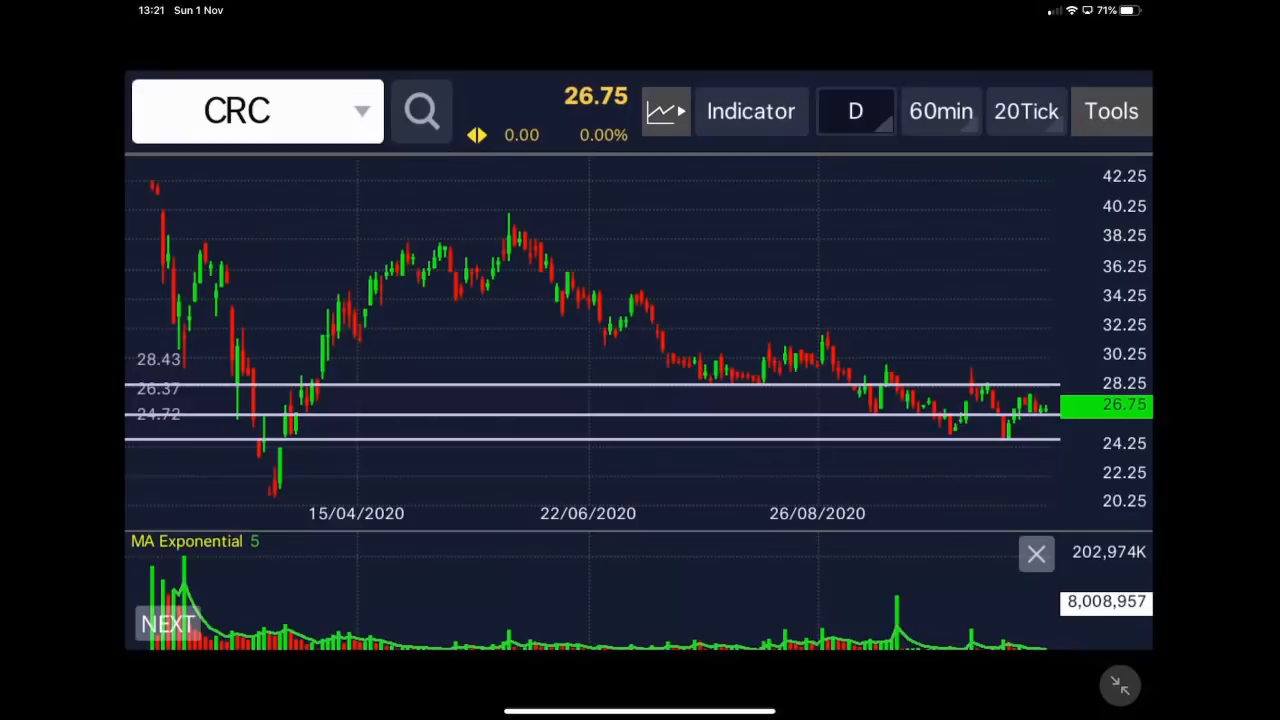 13:21 Sun 1 Nov 71%
CRC
26.75
0.00 0.00%
Indicator D 60min 20Tick Tools
42.25
40.25
38.25
36.25
34.25
32.25
30.25
28.43
28.25
26.37
26.75
24.72
24.25
22.25
20.25
15/04/2020 22/06/2020 26/08/2020
MA Exponential 5
202,974K
8,008,957
NEXT